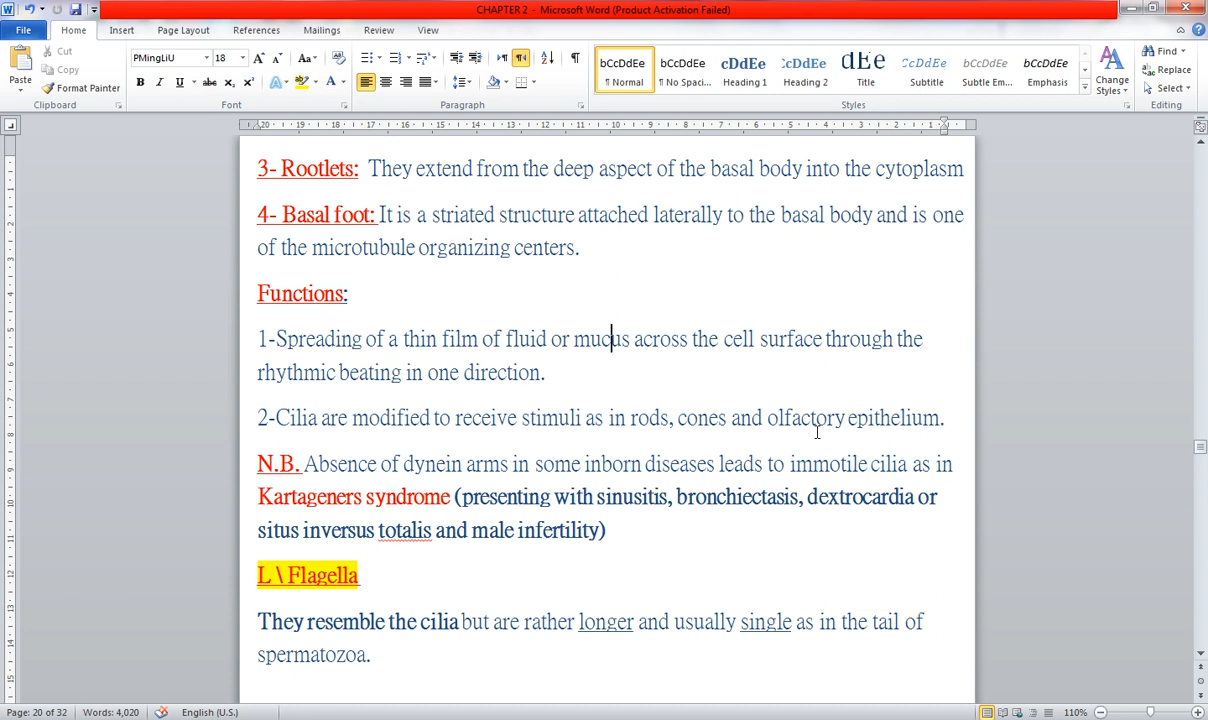 CHAPTER 2 - Microsoft Word (Product Activation Failed)
File Home Insert Page Layout References Mailings Review View
Cut
Copy
Format Painter
Paste
Clipboard
PMingLiU 18
Font
Paragraph
bCcDdEe bCcDdEe cDdEe cCcDdEe dEe cCcDdEe bCcDdEe bCcDdEe
¶ Normal ¶ No Spaci... Heading 1 Heading 2 Title Subtitle Subtle Em... Emphasis
Styles
Change Styles
Find
Replace
Select
Editing
3- Rootlets: They extend from the deep aspect of the basal body into the cytoplasm
4- Basal foot: It is a striated structure attached laterally to the basal body and is one
of the microtubule organizing centers.
Functions:
1-Spreading of a thin film of fluid or mucus across the cell surface through the
rhythmic beating in one direction.
2-Cilia are modified to receive stimuli as in rods, cones and olfactory epithelium.
N.B. Absence of dynein arms in some inborn diseases leads to immotile cilia as in
Kartageners syndrome (presenting with sinusitis, bronchiectasis, dextrocardia or
situs inversus totalis and male infertility)
L \ Flagella
They resemble the cilia but are rather longer and usually single as in the tail of
spermatozoa.
Page: 20 of 32 Words: 4,020 English (U.S.) 110%